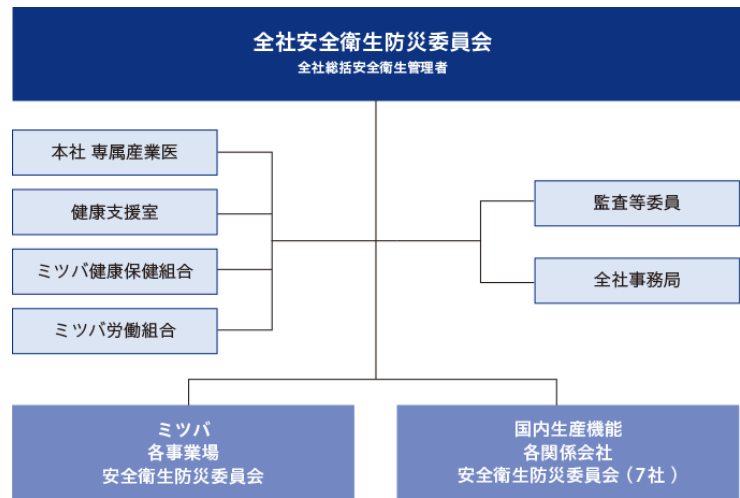 全社安全衛生防災委員会
全社総括安全衛生管理者
本社 専属産業医
健康支援室
ミツバ健康保健組合
ミツバ労働組合
監査等委員
全社事務局
ミツバ
各事業場
安全衛生防災委員会
国内生産機能
各関係会社
安全衛生防災委員会(7社)